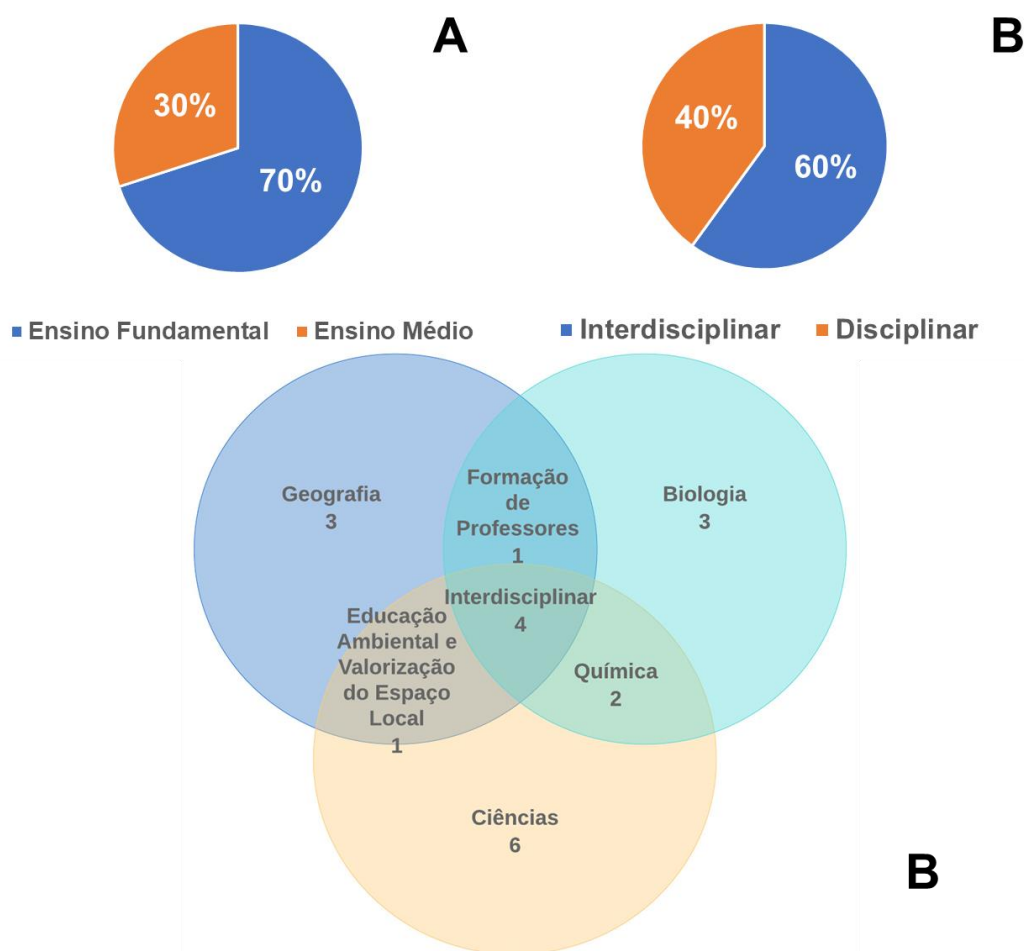 A
B
30%
70%
40%
60%
Ensino Fundamental
Ensino Médio
Interdisciplinar
Disciplinar
Geografia
3
Formação
de
Professores
1
Biologia
3
Interdisciplinar
4
Educação
Ambiental e
Valorização
do Espaço
Local
1
Química
2
Ciências
6
B